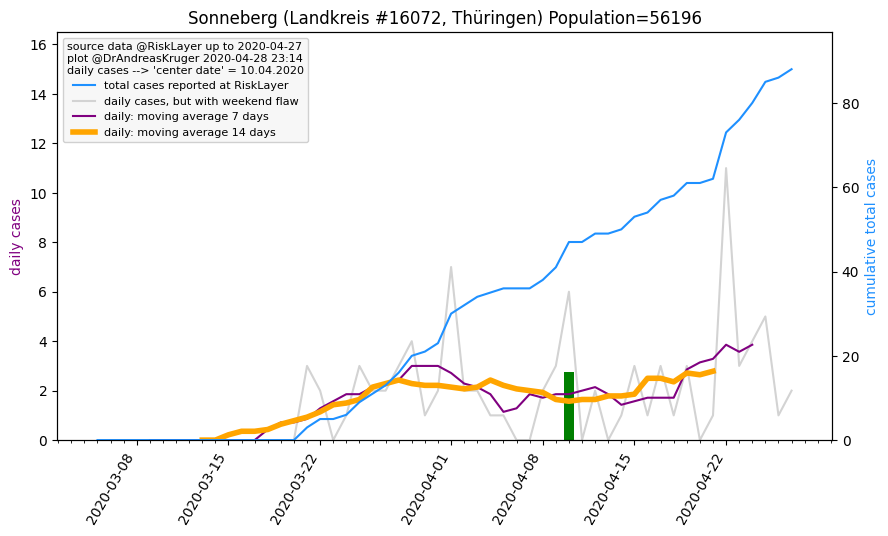 Sonneberg (Landkreis #16072, Thüringen) Population=56196
source data @RiskLayer up to 2020-04-27
plot @DrAndreasKruger 2020-04-28 23:14
daily cases --> 'center date' = 10.04.2020
total cases reported at RiskLayer
daily cases, but with weekend flaw
daily: moving average 7 days
daily: moving average 14 days
daily cases
16
14
12
10
8
6
4
2
0
cumulative total cases
80
60
40
20
0
2020-03-08
2020-03-15
2020-03-22
2020-04-01
2020-04-08
2020-04-15
2020-04-22